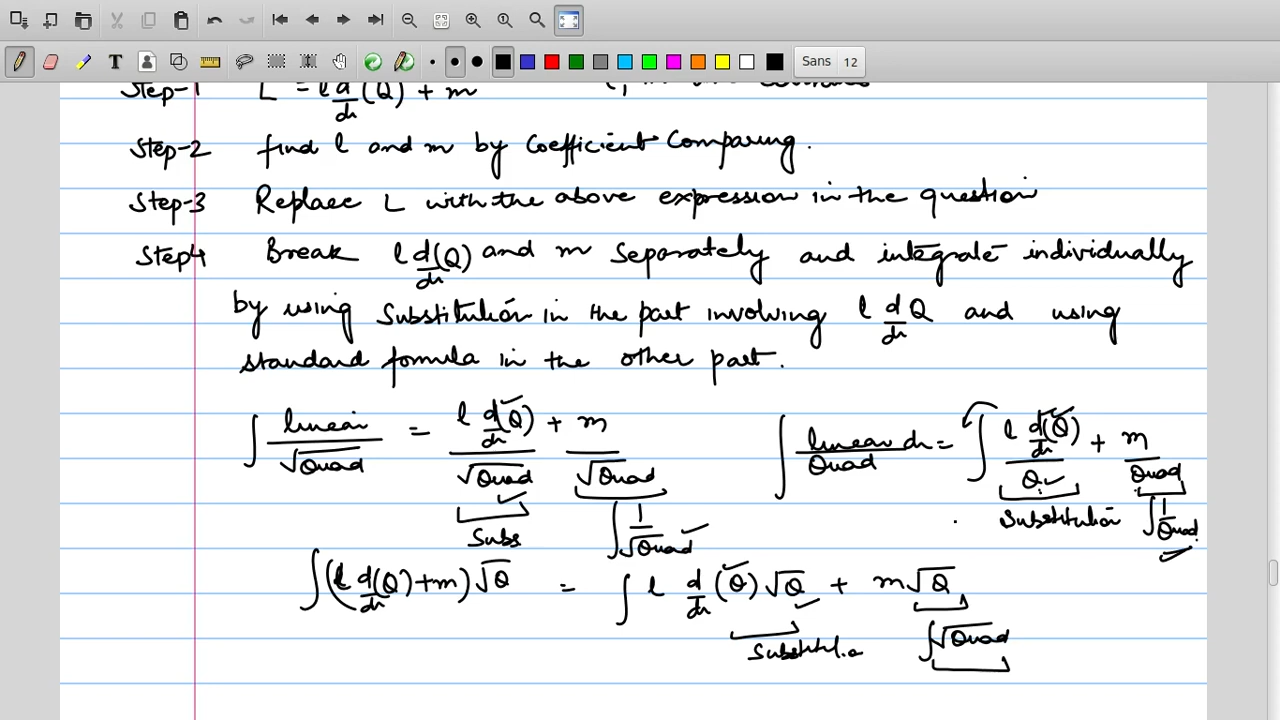 Sans 12
Step-1 L = l d/dx (Q) + m
Step-2 find l and m by Coefficient Comparing.
Step-3 Replace L with the above expression in the question
Step4 Break l d/dx (Q) and m Separately and integrate individually
by using Substitution in the part involving l d/dx Q and using
standard formula in the other part.
∫ linear/√Quad = l d/dx (Q)/√Quad + m/√Quad
∫ linear dx/Quad = ∫ l d/dx (Q)/Q + m/Quad
Subs ∫ 1/√Quad
Substitution ∫ 1/Quad
∫ (l d/dx (Q) + m) √Q = ∫ l d/dx (Q) √Q + m√Q
Substitutio ∫√Quad